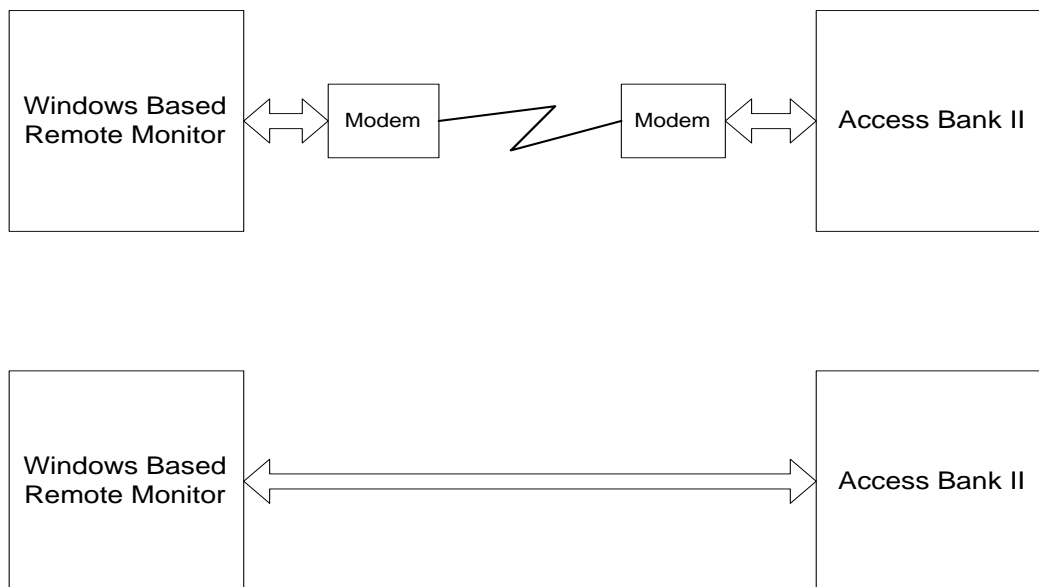 Windows Based
Remote Monitor
Modem
Modem
Access Bank II
Windows Based
Remote Monitor
Access Bank II